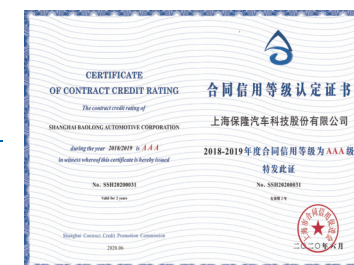 CERTIFICATE
OF CONTRACT CREDIT RATING
The contract credit rating of
SHANGHAI BAOLONG AUTOMOTIVE CORPORATION
during the year 2018/2019 is AAA
in witness whereof this certificate is hereby issued
No. SSH20200031
Valid for 2 years
Shanghai Contract Credit Promotion Commission
2020.06
合同信用等级认定证书
上海保隆汽车科技股份有限公司
2018-2019年度合同信用等级为AAA级
特发此证
No. SSH20200031
有效期2年
二〇二〇年六月